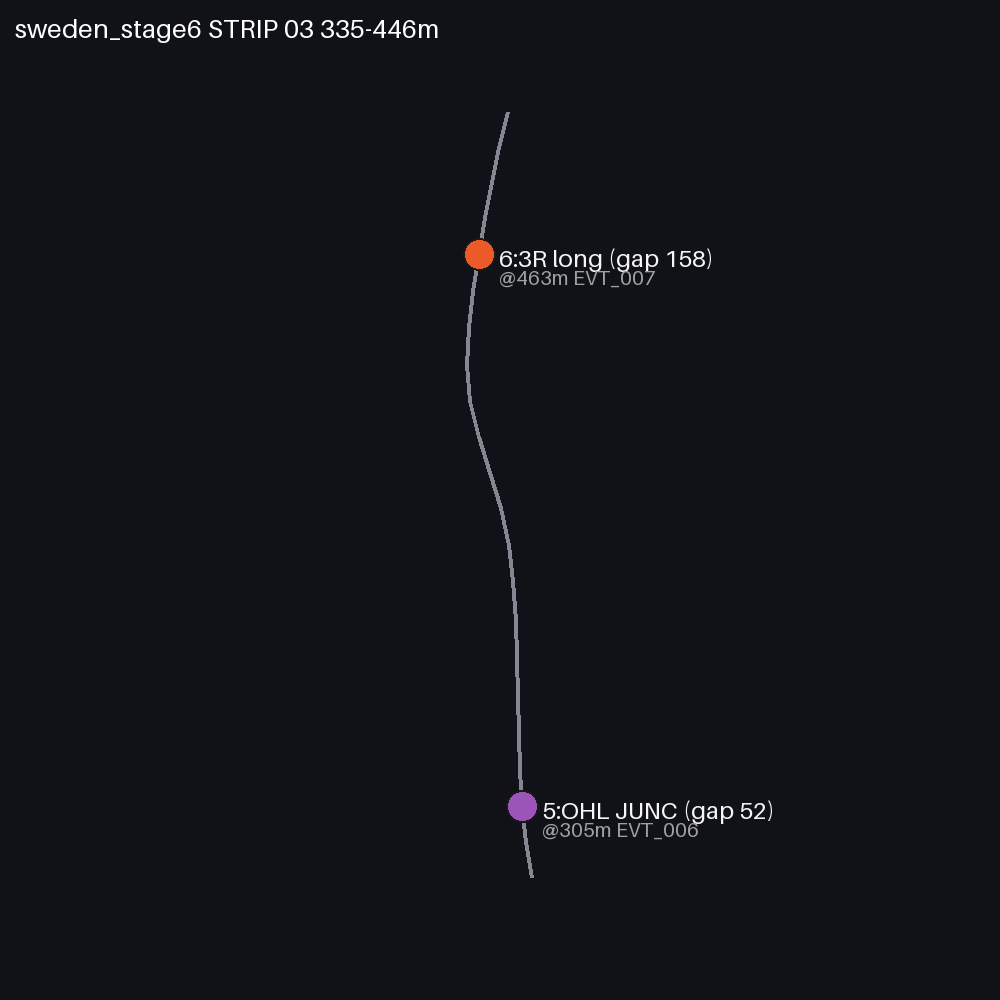 sweden_stage6 STRIP 03 335-446m
6:3R long (gap 158)
@463m EVT_007
5:OHL JUNC (gap 52)
@305m EVT_006